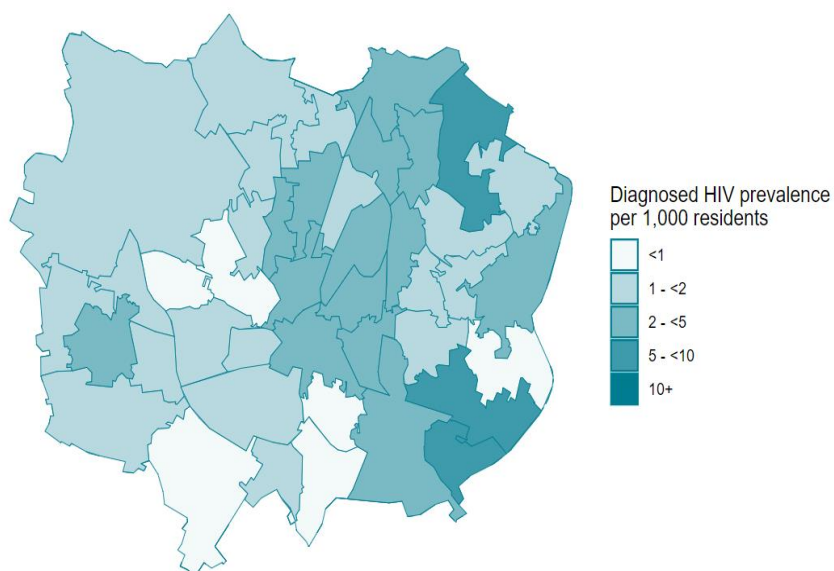 Diagnosed HIV prevalence
per 1,000 residents
<1
1 - <2
2 - <5
5 - <10
10+